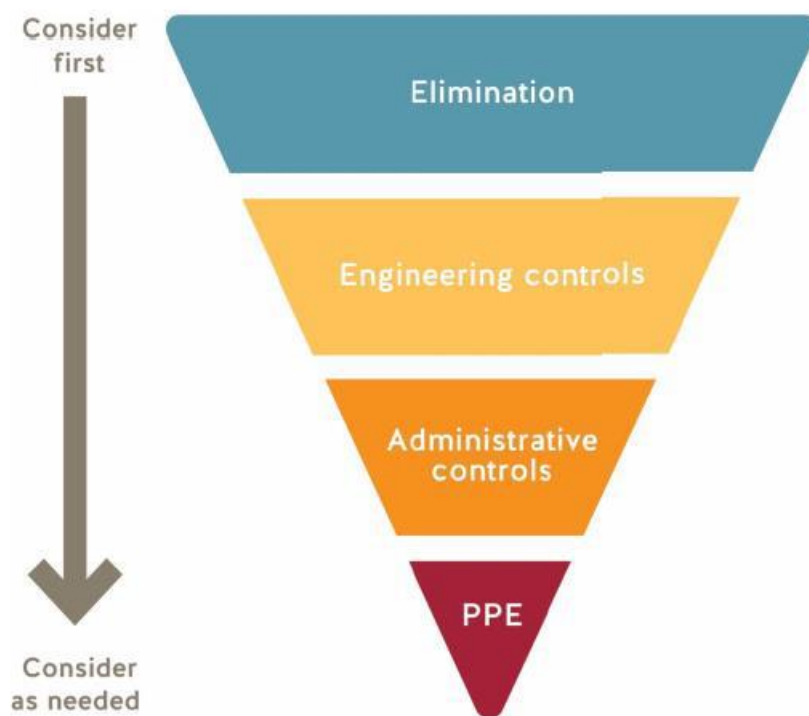 Consider
first
Elimination
Engineering controls
Administrative
controls
PPE
Consider
as needed